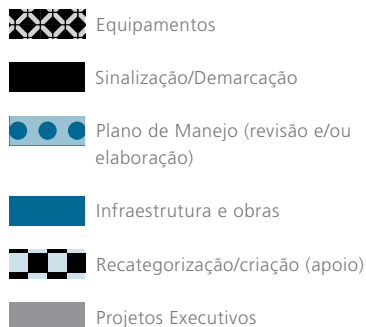 Equipamentos
Sinalização/Demarcação
Plano de Manejo (revisão e/ou
elaboração)
Infraestrutura e obras
Recategorização/criação (apoio)
Projetos Executivos